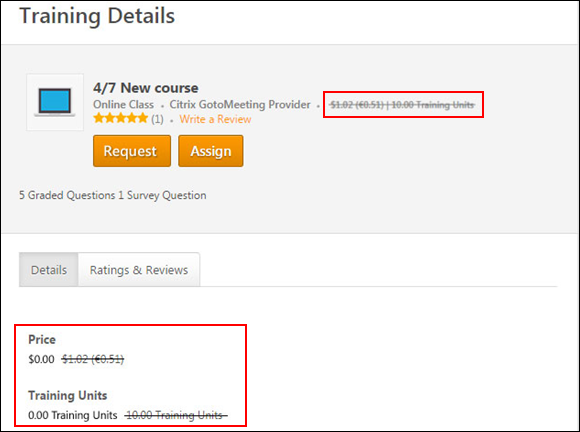 Training Details
4/7 New course
Online Class • Citrix GotoMeeting Provider • $1.02 (€0.51) | 10.00 Training Units
(1) • Write a Review
Request Assign
5 Graded Questions 1 Survey Question
Details Ratings & Reviews
Price
$0.00 $1.02 (€0.51)
Training Units
0.00 Training Units 10.00 Training Units